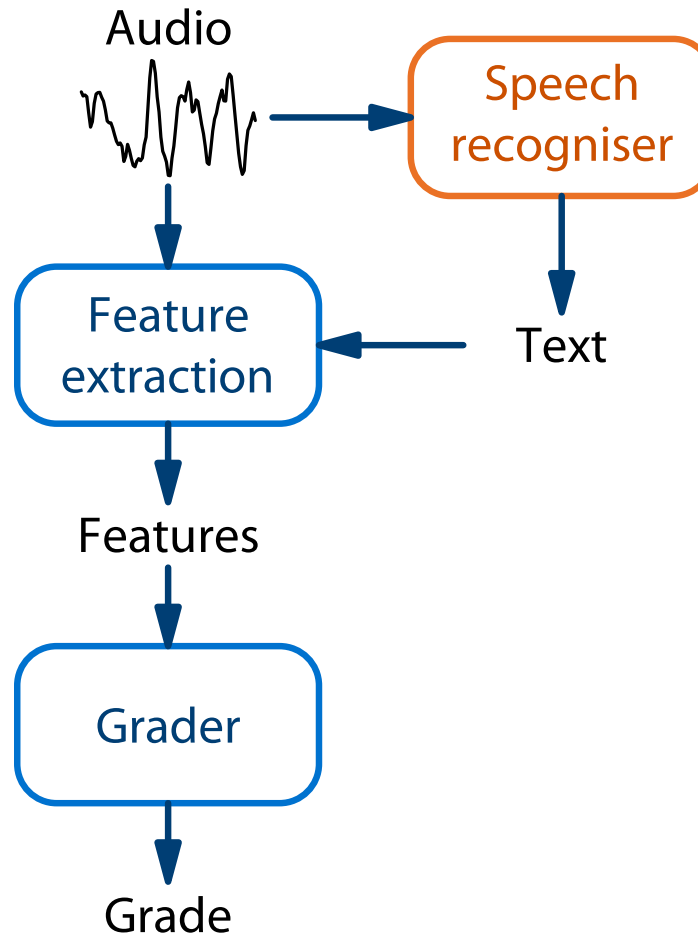 Audio
Speech
recogniser
Feature
extraction
Text
Features
Grader
Grade